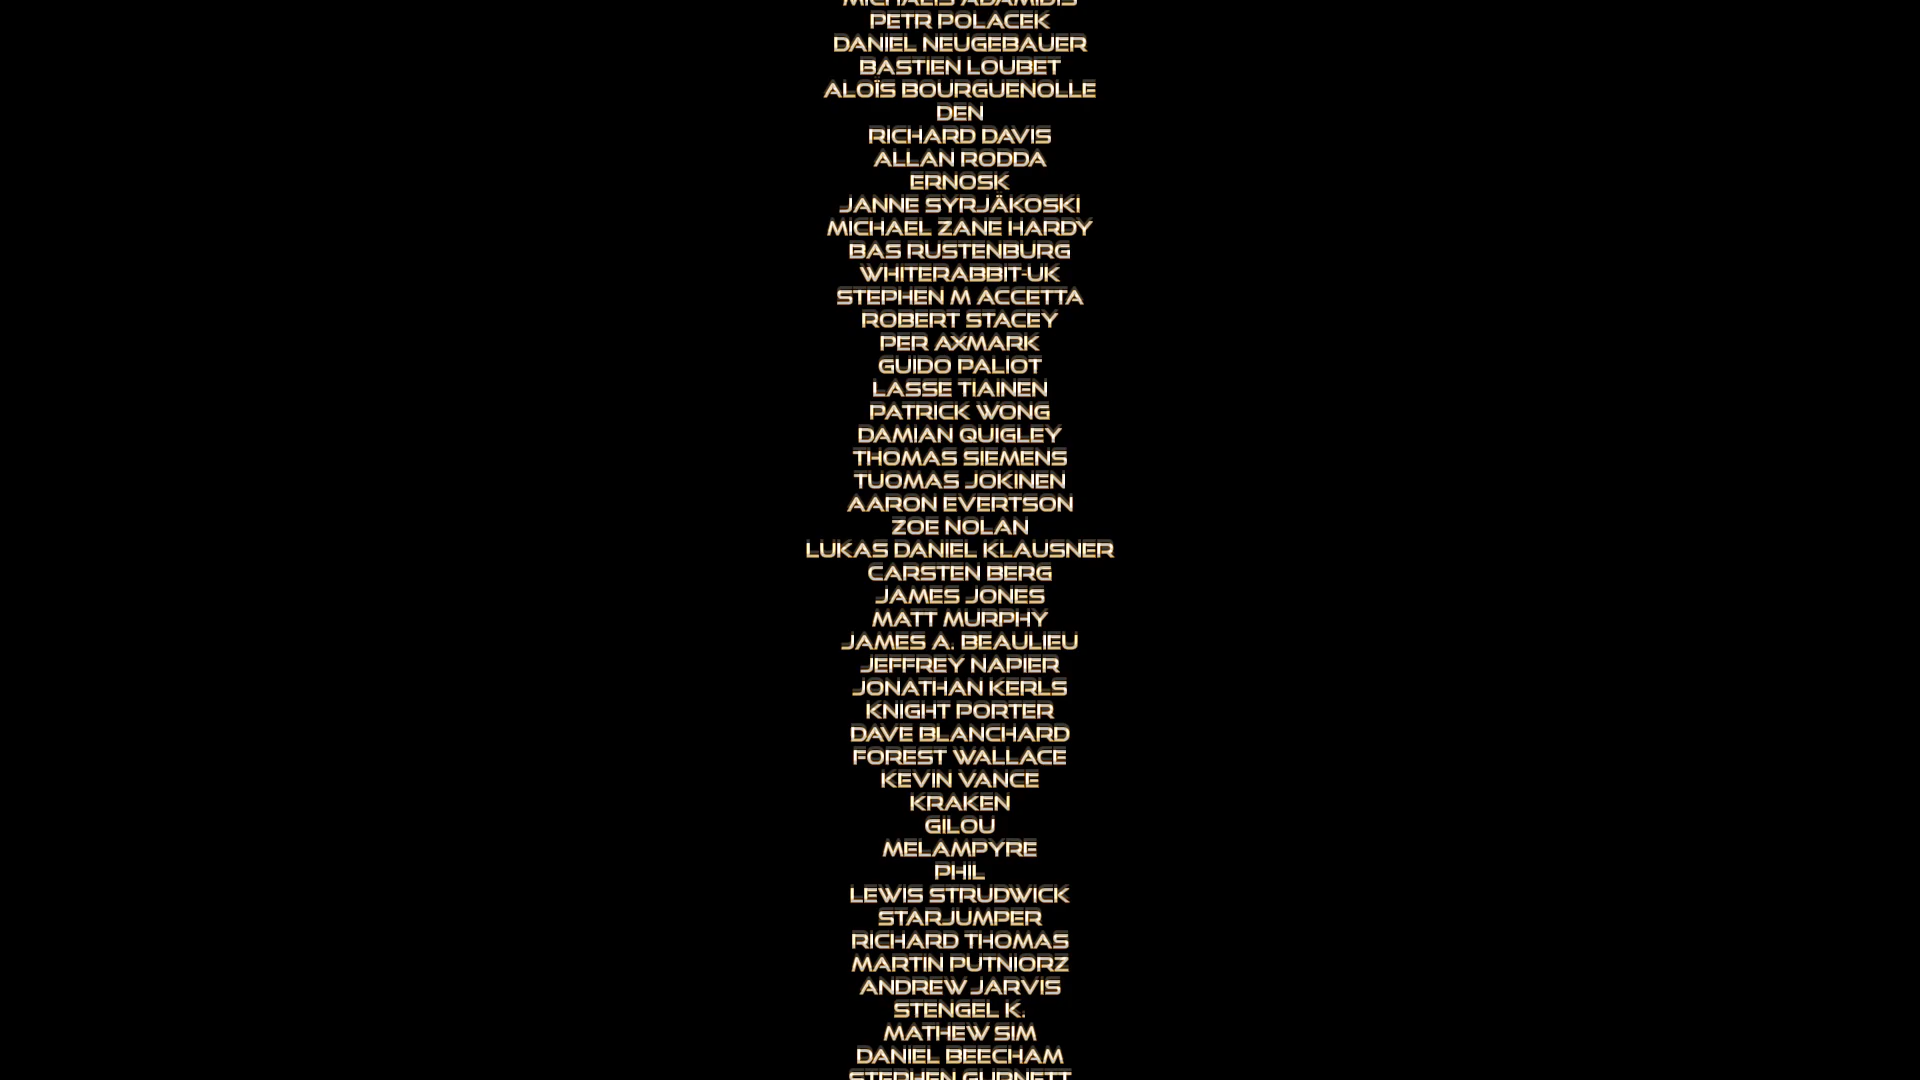 MICHALIS ADAMIDIS
PETR POLACEK
DANIEL NEUGEBAUER
BASTIEN LOUBET
ALOÏS BOURGUENOLLE
DEN
RICHARD DAVIS
ALLAN RODDA
ERNOSK
JANNE SYRJÄKOSKI
MICHAEL ZANE HARDY
BAS RUSTENBURG
WHITERABBIT-UK
STEPHEN M ACCETTA
ROBERT STACEY
PER AXMARK
GUIDO PALIOT
LASSE TIAINEN
PATRICK WONG
DAMIAN QUIGLEY
THOMAS SIEMENS
TUOMAS JOKINEN
AARON EVERTSON
ZOE NOLAN
LUKAS DANIEL KLAUSNER
CARSTEN BERG
JAMES JONES
MATT MURPHY
JAMES A. BEAULIEU
JEFFREY NAPIER
JONATHAN KERLS
KNIGHT PORTER
DAVE BLANCHARD
FOREST WALLACE
KEVIN VANCE
KRAKEN
GILOU
MELAMPYRE
PHIL
LEWIS STRUDWICK
STARJUMPER
RICHARD THOMAS
MARTIN PUTNIORZ
ANDREW JARVIS
STENGEL K.
MATHEW SIM
DANIEL BEECHAM
STEPHEN GURNETT